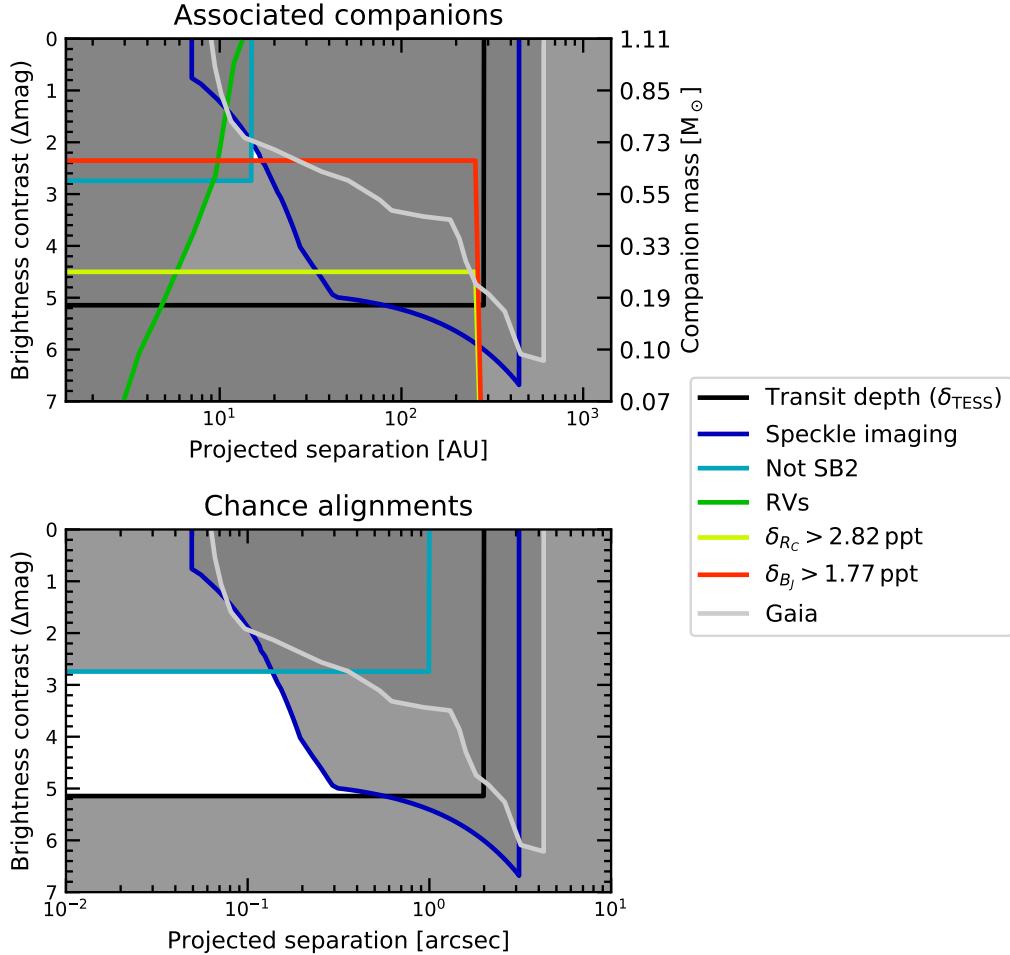 Associated companions
0
1
2
3
4
5
6
7
Brightness contrast (Δmag)
1.11
0.85
0.73
0.55
0.33
0.19
0.10
0.07
Companion mass [M⊙]
10¹
10²
10³
Projected separation [AU]
Transit depth (δTESS)
Speckle imaging
Not SB2
RVs
δRC > 2.82 ppt
δBJ > 1.77 ppt
Gaia
Chance alignments
0
1
2
3
4
5
6
7
Brightness contrast (Δmag)
10⁻²
10⁻¹
10⁰
10¹
Projected separation [arcsec]